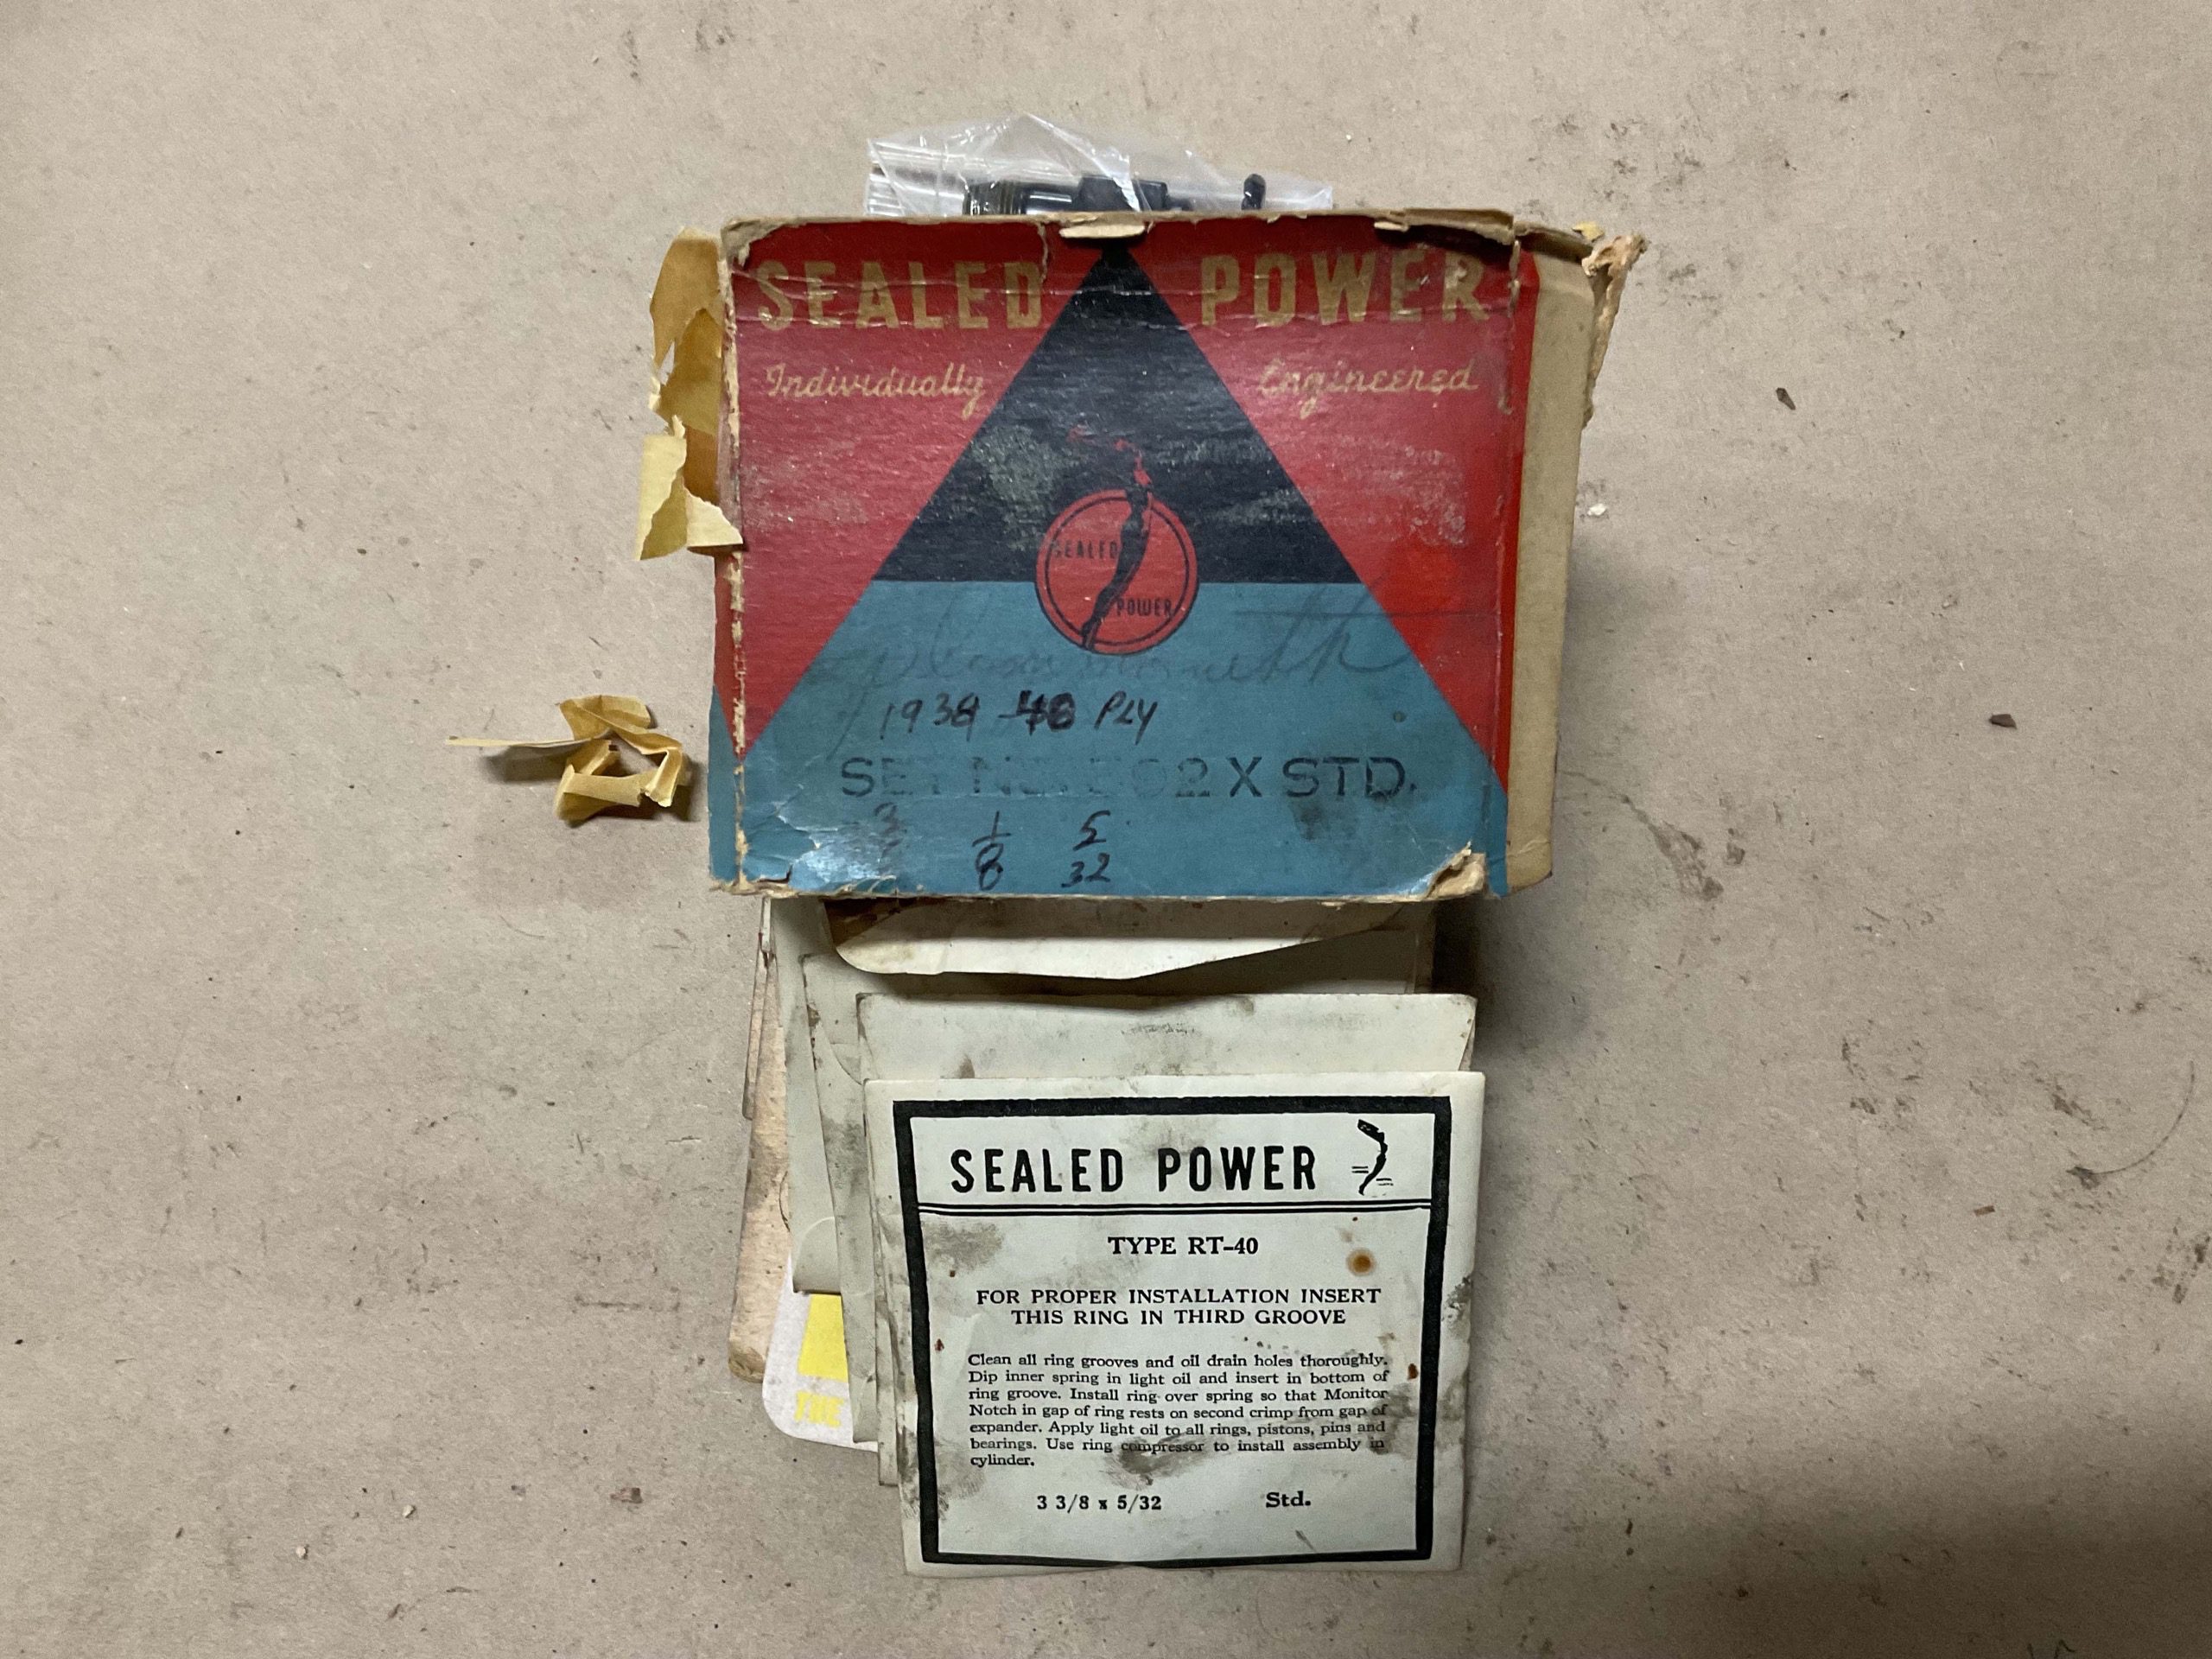 SEALED POWER
Individually Engineered
SEALED
POWER
PLY
X STD.
1/8 5/32
SEALED POWER
TYPE RT-40
FOR PROPER INSTALLATION INSERT
THIS RING IN THIRD GROOVE
Clean all ring grooves and oil drain holes thoroughly.
Dip inner spring in light oil and insert in bottom of
ring groove. Install ring over spring so that Monitor
Notch in gap of ring rests on second crimp from gap of
expander. Apply light oil to all rings, pistons, pins and
bearings. Use ring compressor to install assembly in
cylinder.
3 3/8 x 5/32 Std.
THE